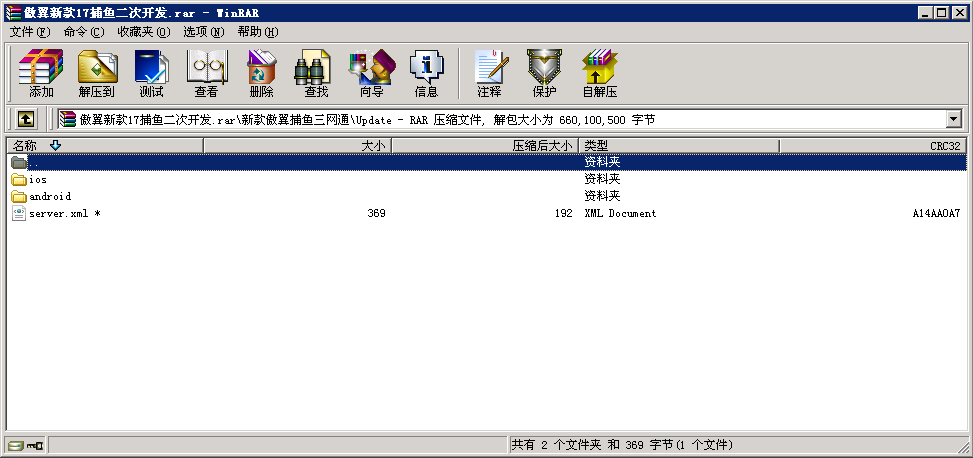 傲翼新款17捕鱼二次开发.rar - WinRAR
文件(F) 命令(C) 收藏夹(O) 选项(N) 帮助(H)
添加 解压到 测试 查看 删除 查找 向导 信息 注释 保护 自解压
傲翼新款17捕鱼二次开发.rar\新款傲翼捕鱼三网通\Update - RAR 压缩文件, 解包大小为 660,100,500 字节
名称 大小 压缩后大小 类型 CRC32
.. 资料夹
ios 资料夹
android 资料夹
server.xml * 369 192 XML Document A14AA0A7
共有 2 个文件夹 和 369 字节(1 个文件)